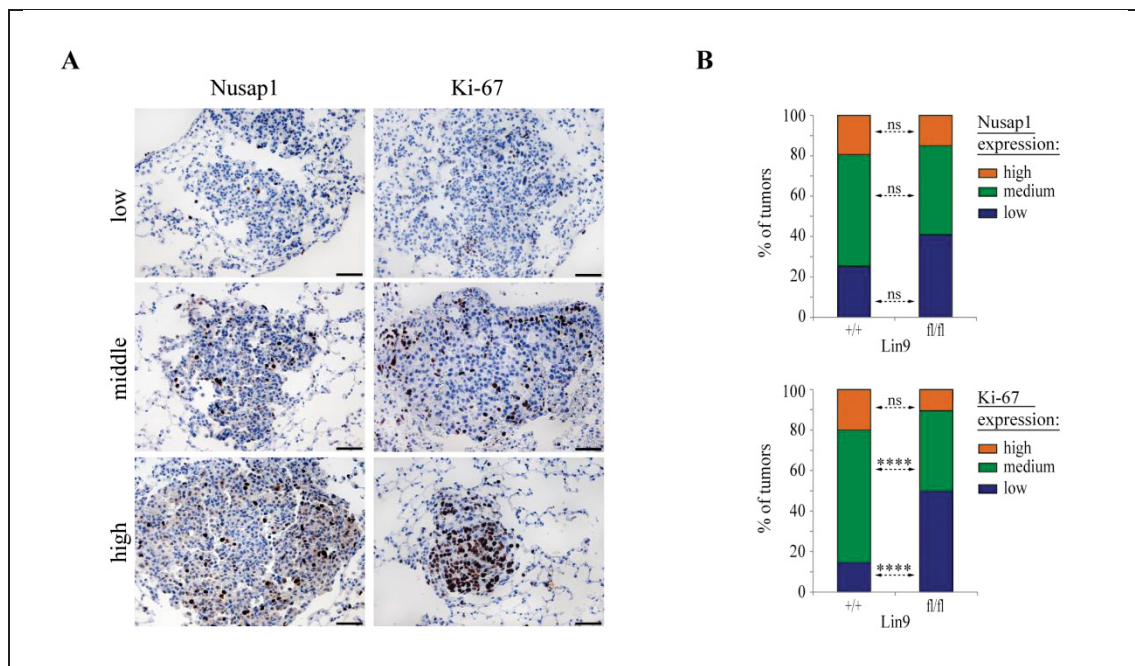 A
Nusap1
Ki-67
low
middle
high
B
100
80
60
40
20
0
% of tumors
ns
ns
ns
+/+
fl/fl
Lin9
Nusap1
expression:
high
medium
low
100
80
60
40
20
0
% of tumors
ns
****
****
+/+
fl/fl
Lin9
Ki-67
expression:
high
medium
low